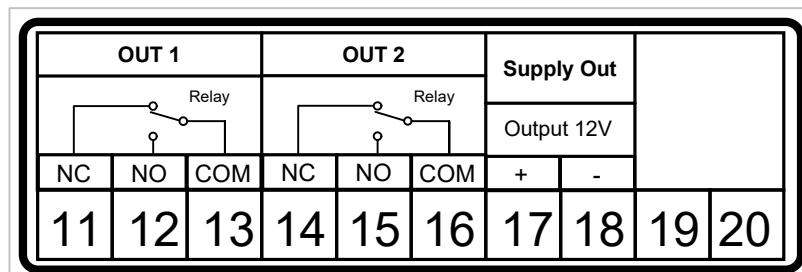 OUT 1 OUT 2 Supply Out
Relay Relay
Output 12V
NC NO COM NC NO COM + -
11 12 13 14 15 16 17 18 19 20